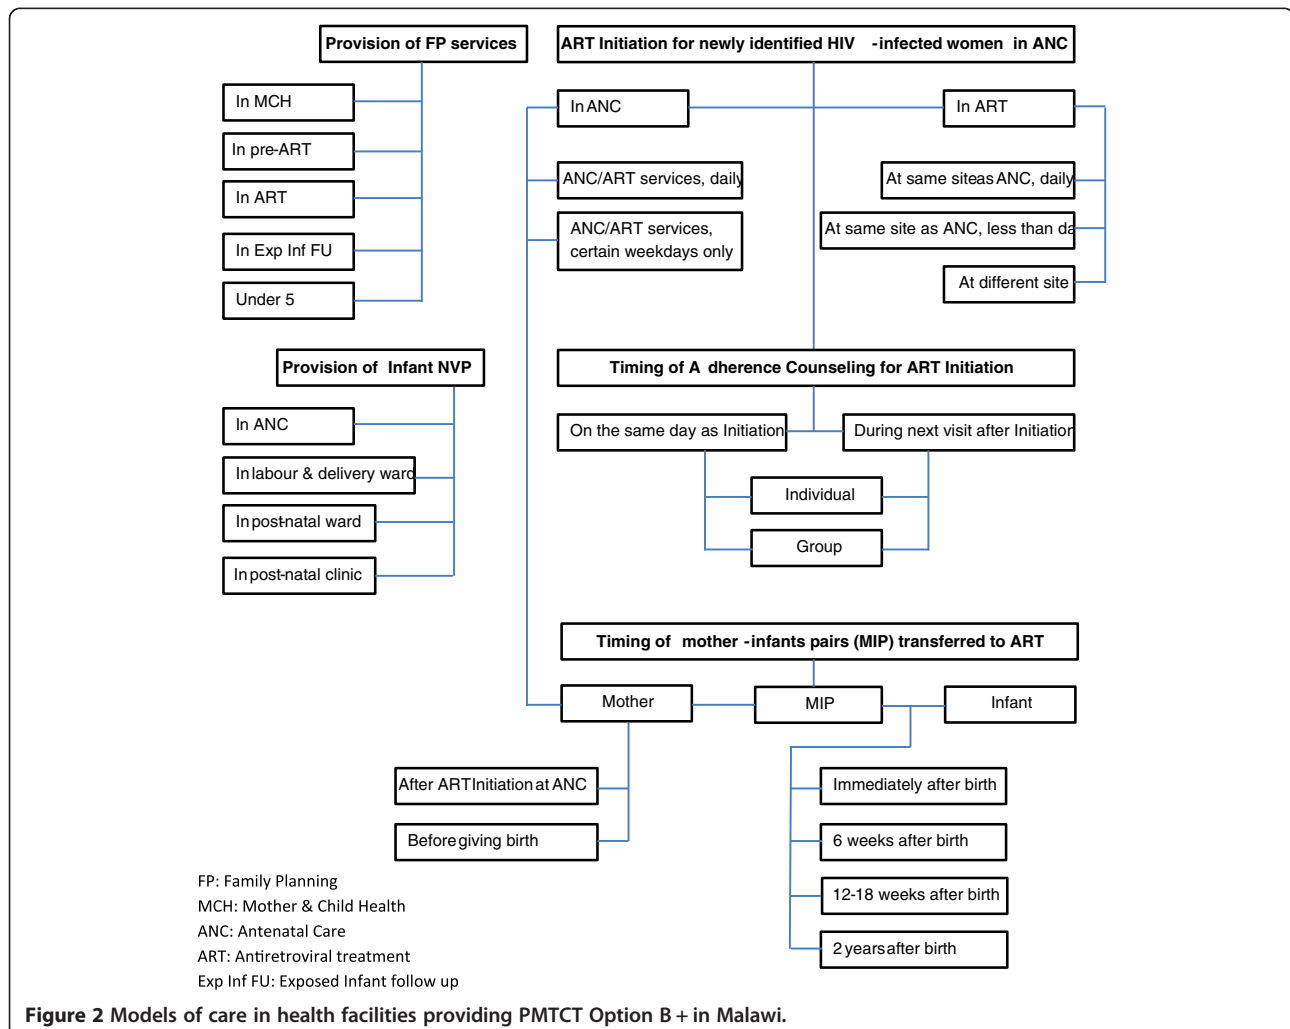 Provision of FP services
In MCH
In pre-ART
In ART
In Exp Inf FU
Under 5
Provision of Infant NVP
In ANC
In labour & delivery ward
In post-natal ward
In post-natal clinic
ART Initiation for newly identified HIV -infected women in ANC
In ANC
In ART
ANC/ART services, daily
ANC/ART services,
certain weekdays only
At same siteas ANC, daily
At same site as ANC, less than da
At different site
Timing of A dherence Counseling for ART Initiation
On the same day as Initiation
During next visit after Initiation
Individual
Group
Timing of mother -infants pairs (MIP) transferred to ART
Mother
MIP
Infant
After ART Initiation at ANC
Before giving birth
Immediately after birth
6 weeks after birth
12-18 weeks after birth
2 years after birth
FP: Family Planning
MCH: Mother & Child Health
ANC: Antenatal Care
ART: Antiretroviral treatment
Exp Inf FU: Exposed Infant follow up
Figure 2 Models of care in health facilities providing PMTCT Option B + in Malawi.